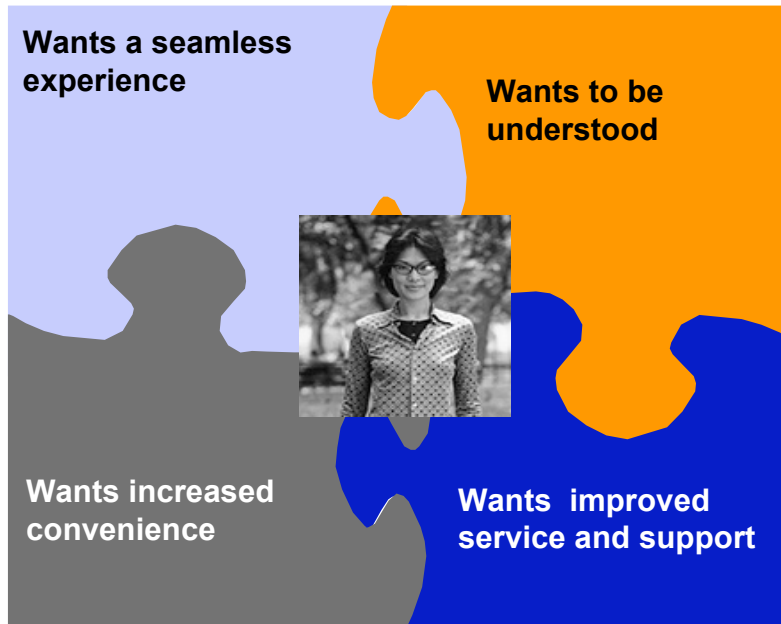 Wants a seamless
experience
Wants to be
understood
Wants increased
convenience
Wants  improved
service and support